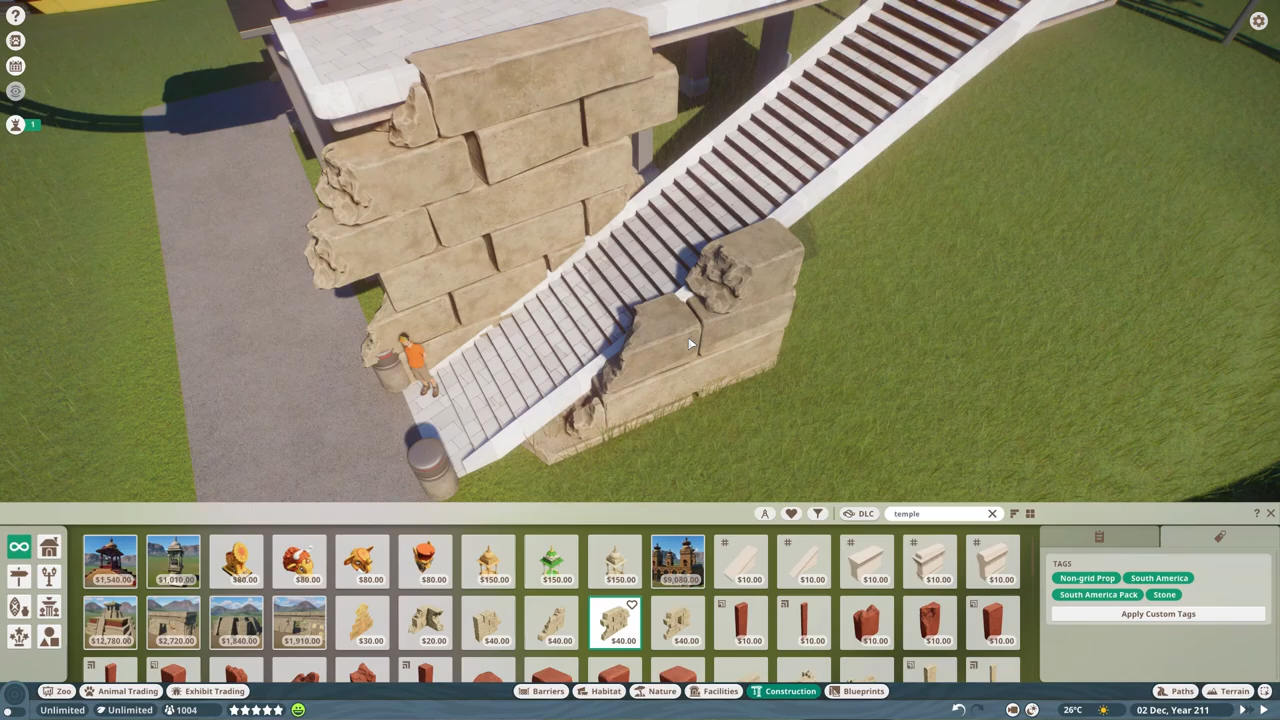 ?
1
DLC
temple
?
$1,540.00
$1,010.00
$80.00
$80.00
$80.00
$80.00
$150.00
$150.00
$150.00
$9,080.00
$10.00
$10.00
$10.00
$10.00
$10.00
$12,780.00
$2,720.00
$1,840.00
$1,910.00
$30.00
$20.00
$40.00
$40.00
$40.00
$40.00
$10.00
$10.00
$10.00
$10.00
$10.00
TAGS
Non-grid Prop
South America
South America Pack
Stone
Apply Custom Tags
Zoo
Animal Trading
Exhibit Trading
Barriers
Habitat
Nature
Facilities
Construction
Blueprints
Paths
Terrain
Unlimited
Unlimited
1004
26°C
02 Dec, Year 211